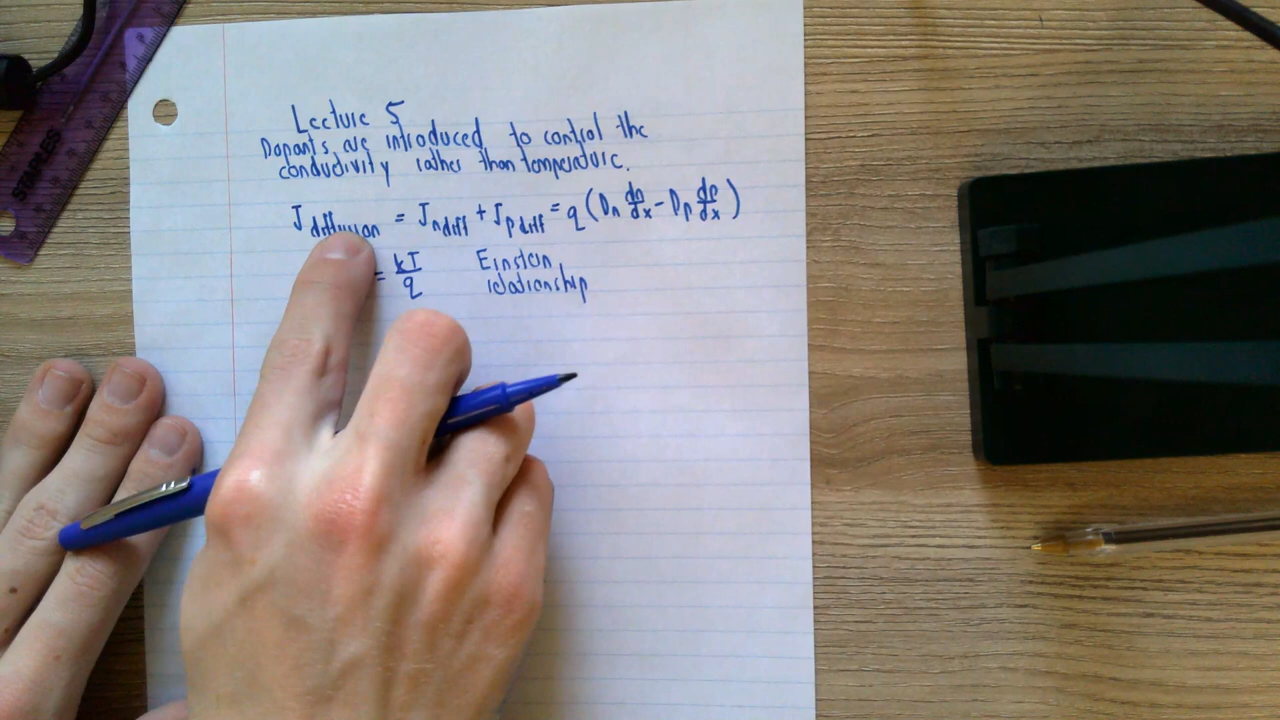 STAPLES
Lecture 5
Dopants are introduced to control the
conductivity rather than temperature.
J diffusion = J n diff + J p diff = q ( Dn dn/dx - Dp dp/dx )
= kT/q Einstein
relationship